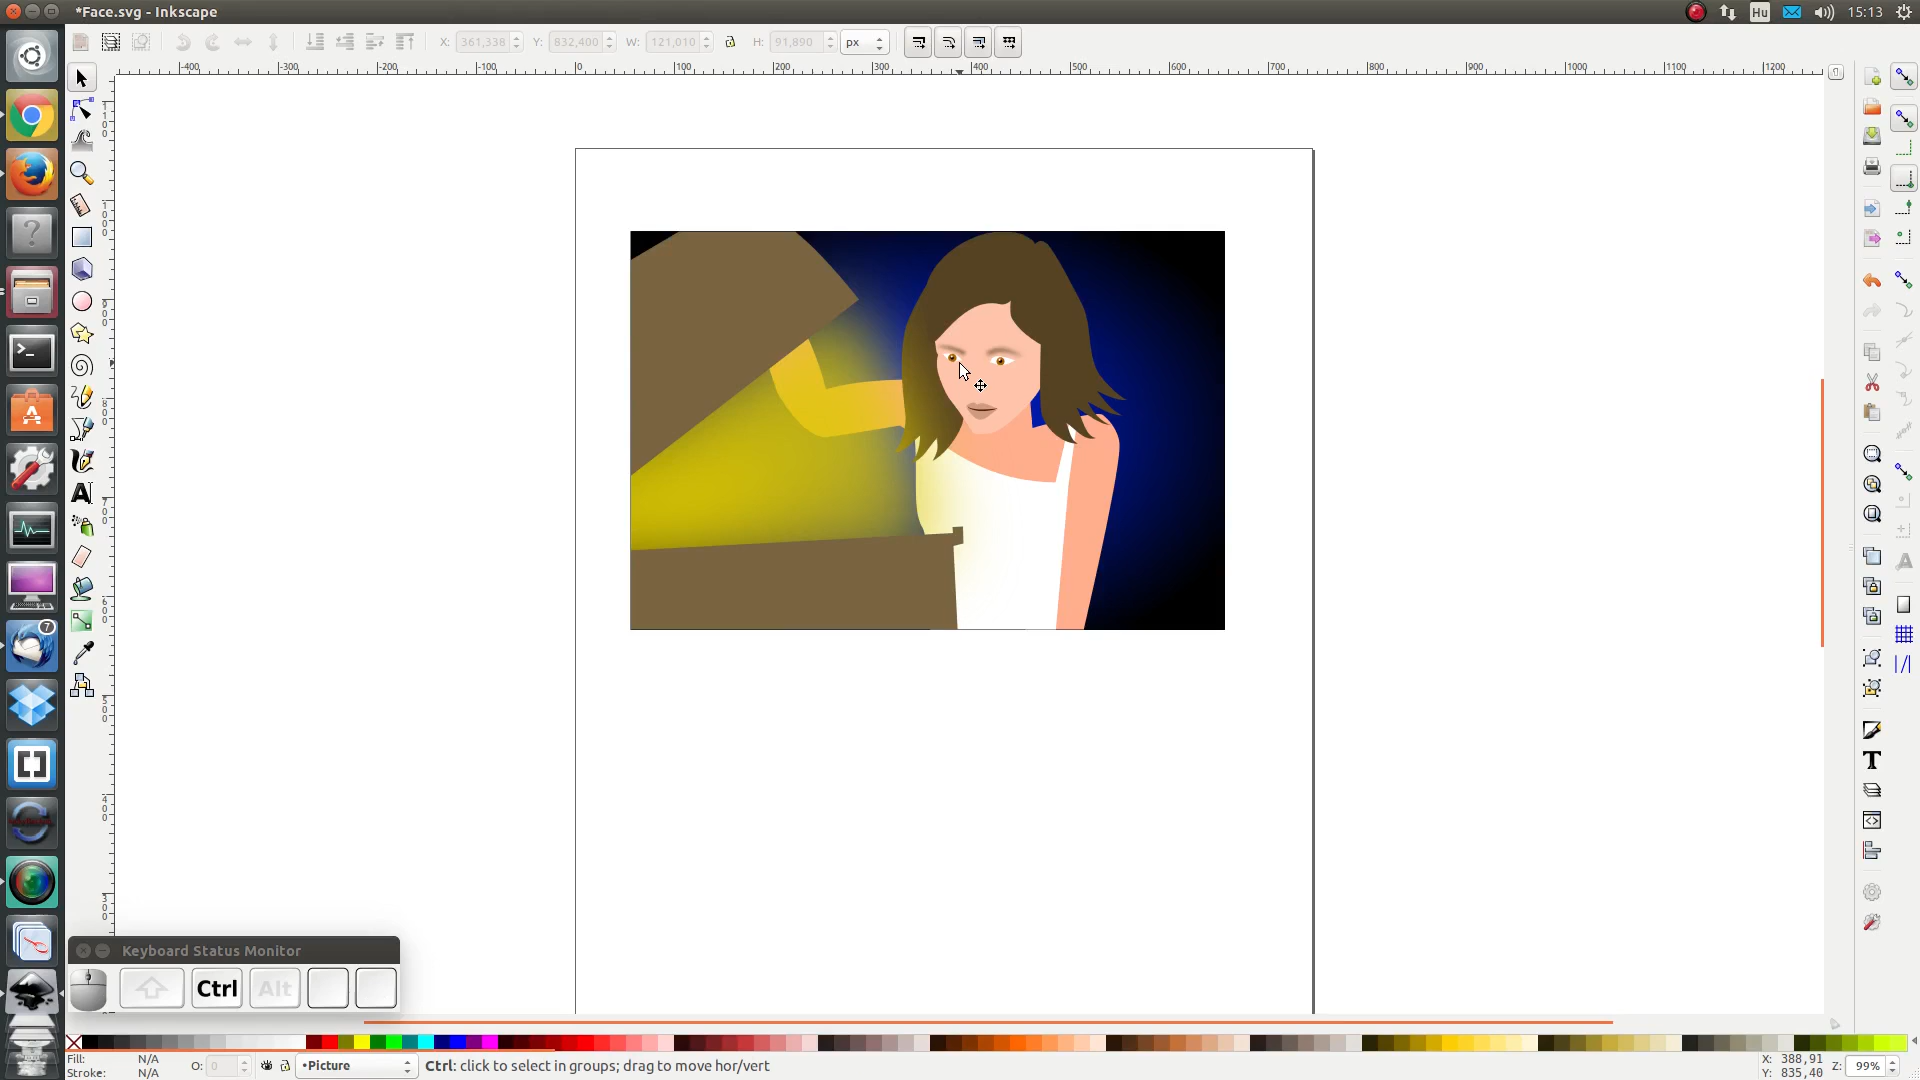 *Face.svg - Inkscape
Hu
15:13
X: 361,338
Y: 832,400
W: 121,010
H: 91,890
px
-400 -300 -200 -100 0 100 200 300 400 500 600 700 800 900 1000 1100 1200
7
Keyboard Status Monitor
Ctrl
Alt
Fill: N/A
Stroke: N/A
O: 0
•Picture
Ctrl: click to select in groups; drag to move hor/vert
X: 388,91
Y: 835,40
Z: 99%